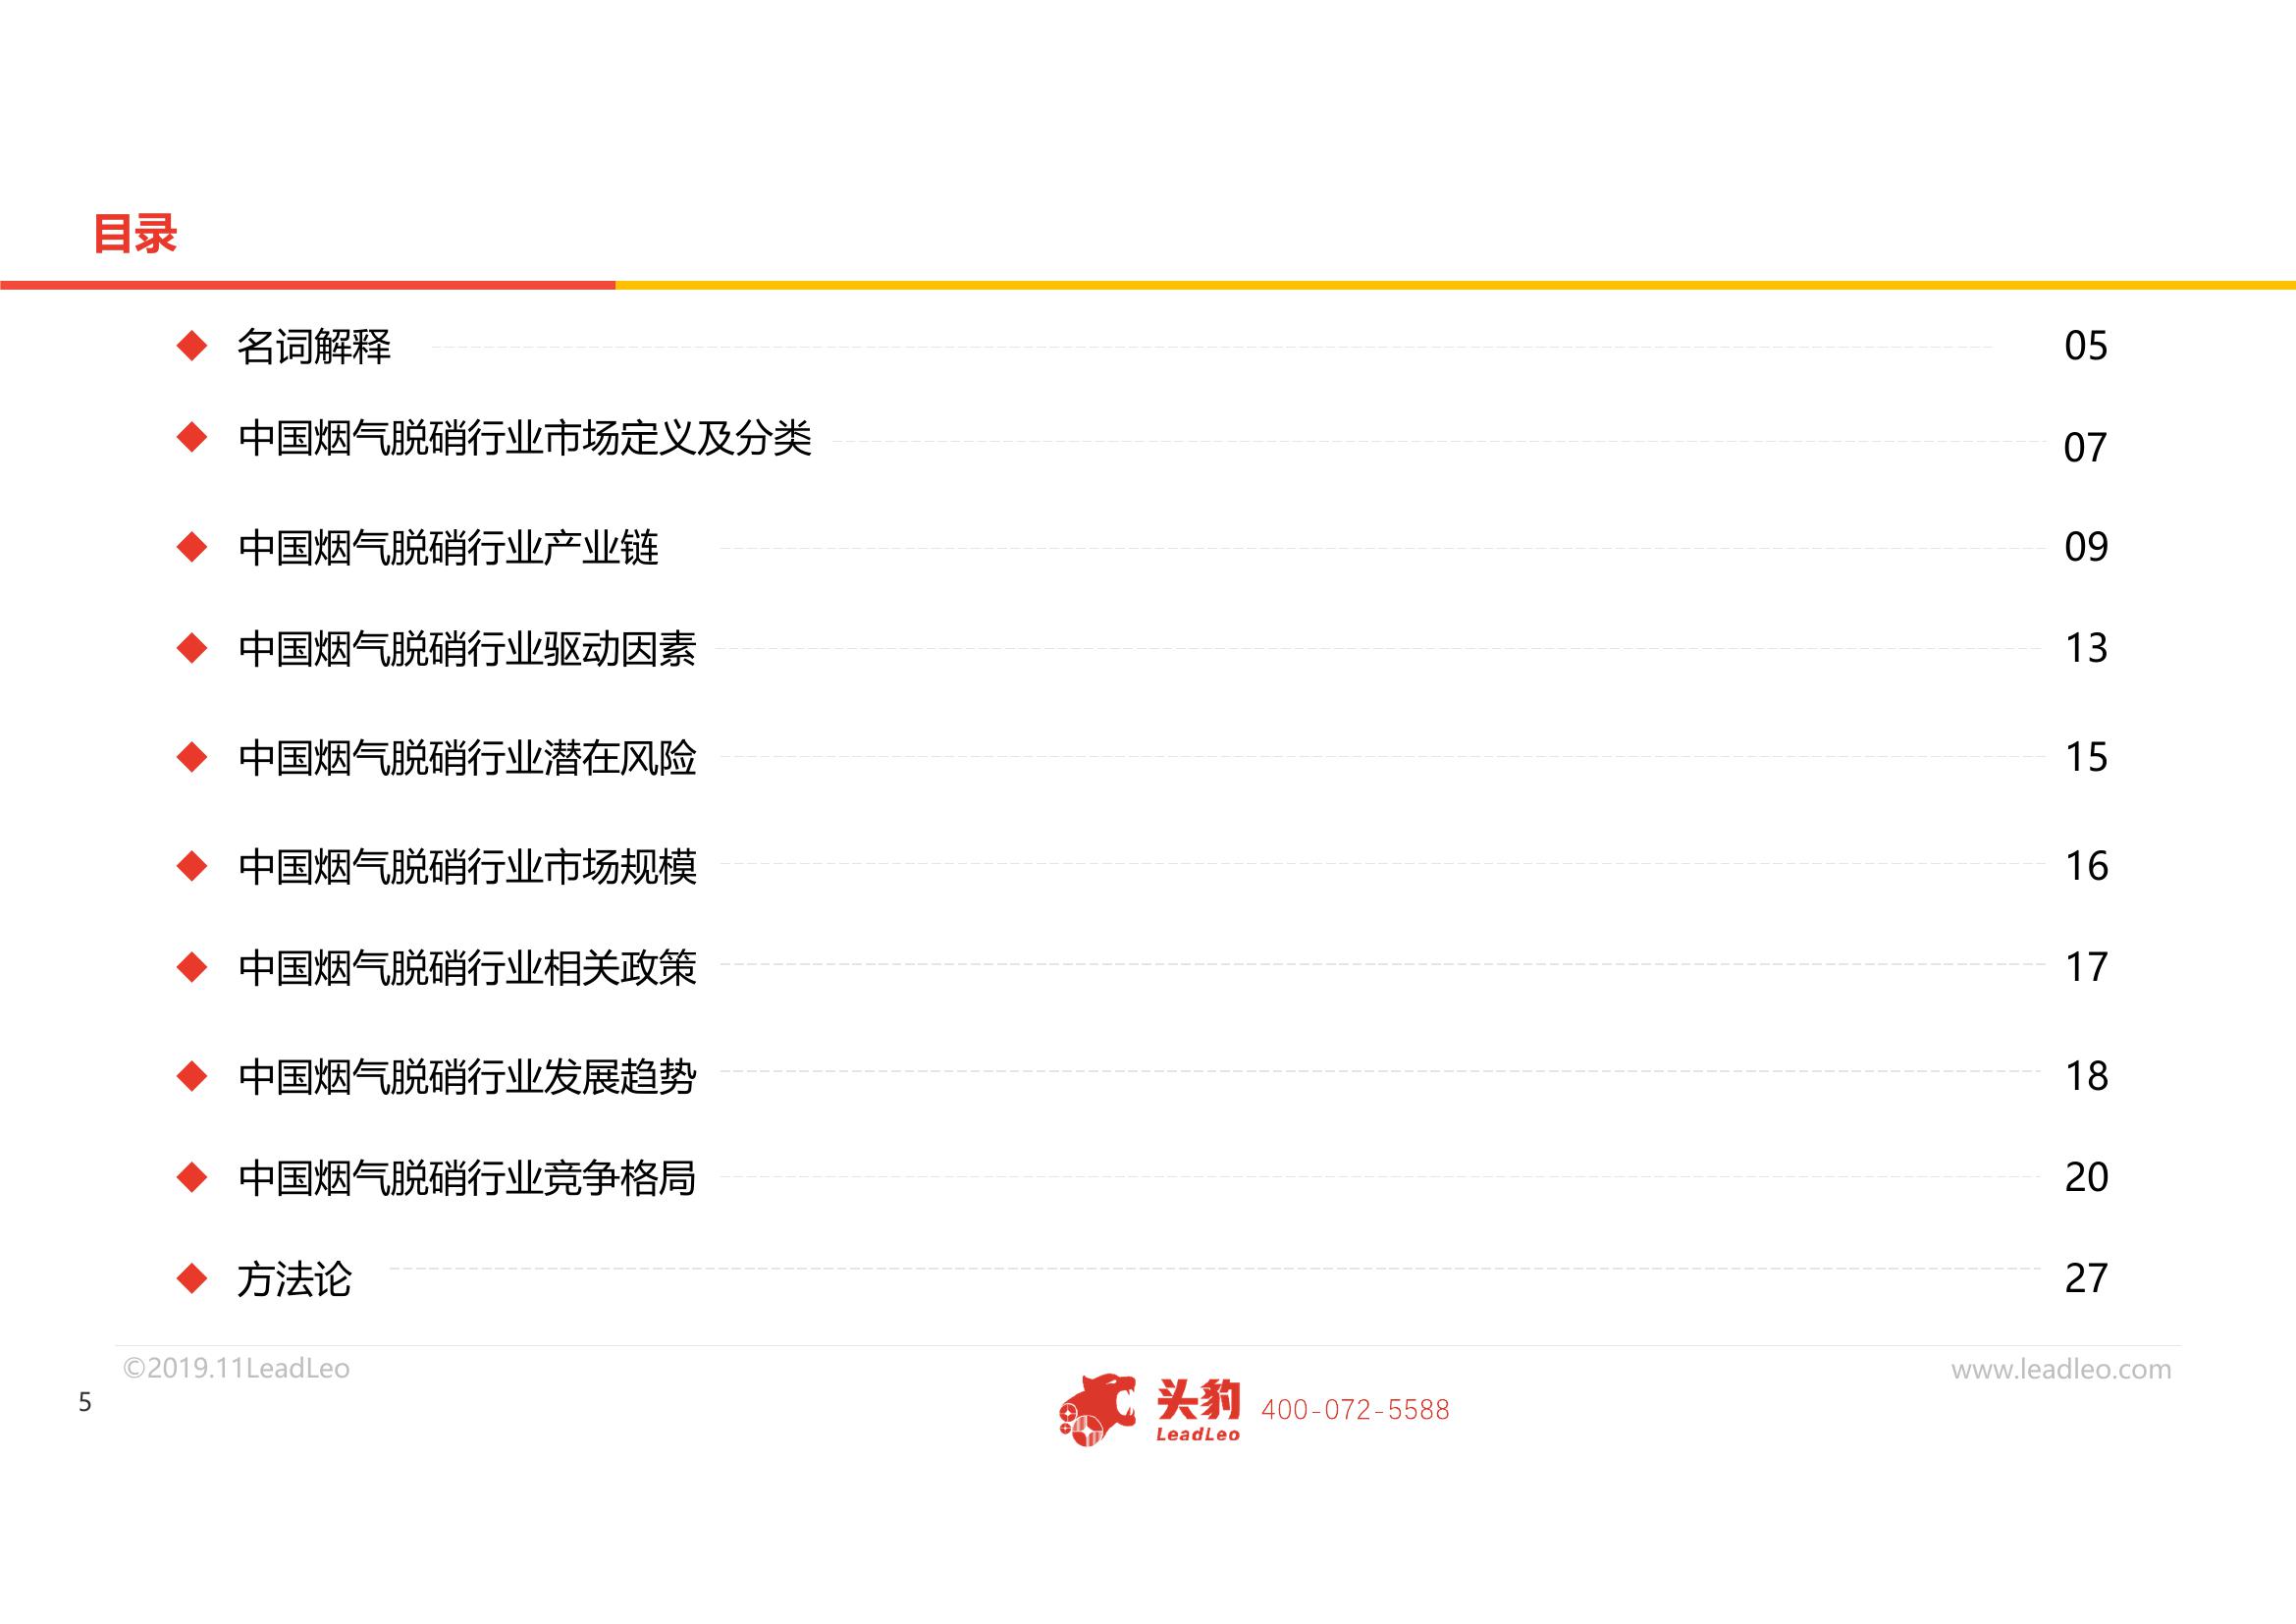 目录
名词解释 05
中国烟气脱硝行业市场定义及分类 07
中国烟气脱硝行业产业链 09
中国烟气脱硝行业驱动因素 13
中国烟气脱硝行业潜在风险 15
中国烟气脱硝行业市场规模 16
中国烟气脱硝行业相关政策 17
中国烟气脱硝行业发展趋势 18
中国烟气脱硝行业竞争格局 20
方法论 27
©2019.11LeadLeo
www.leadleo.com
5
头豹
LeadLeo
400-072-5588